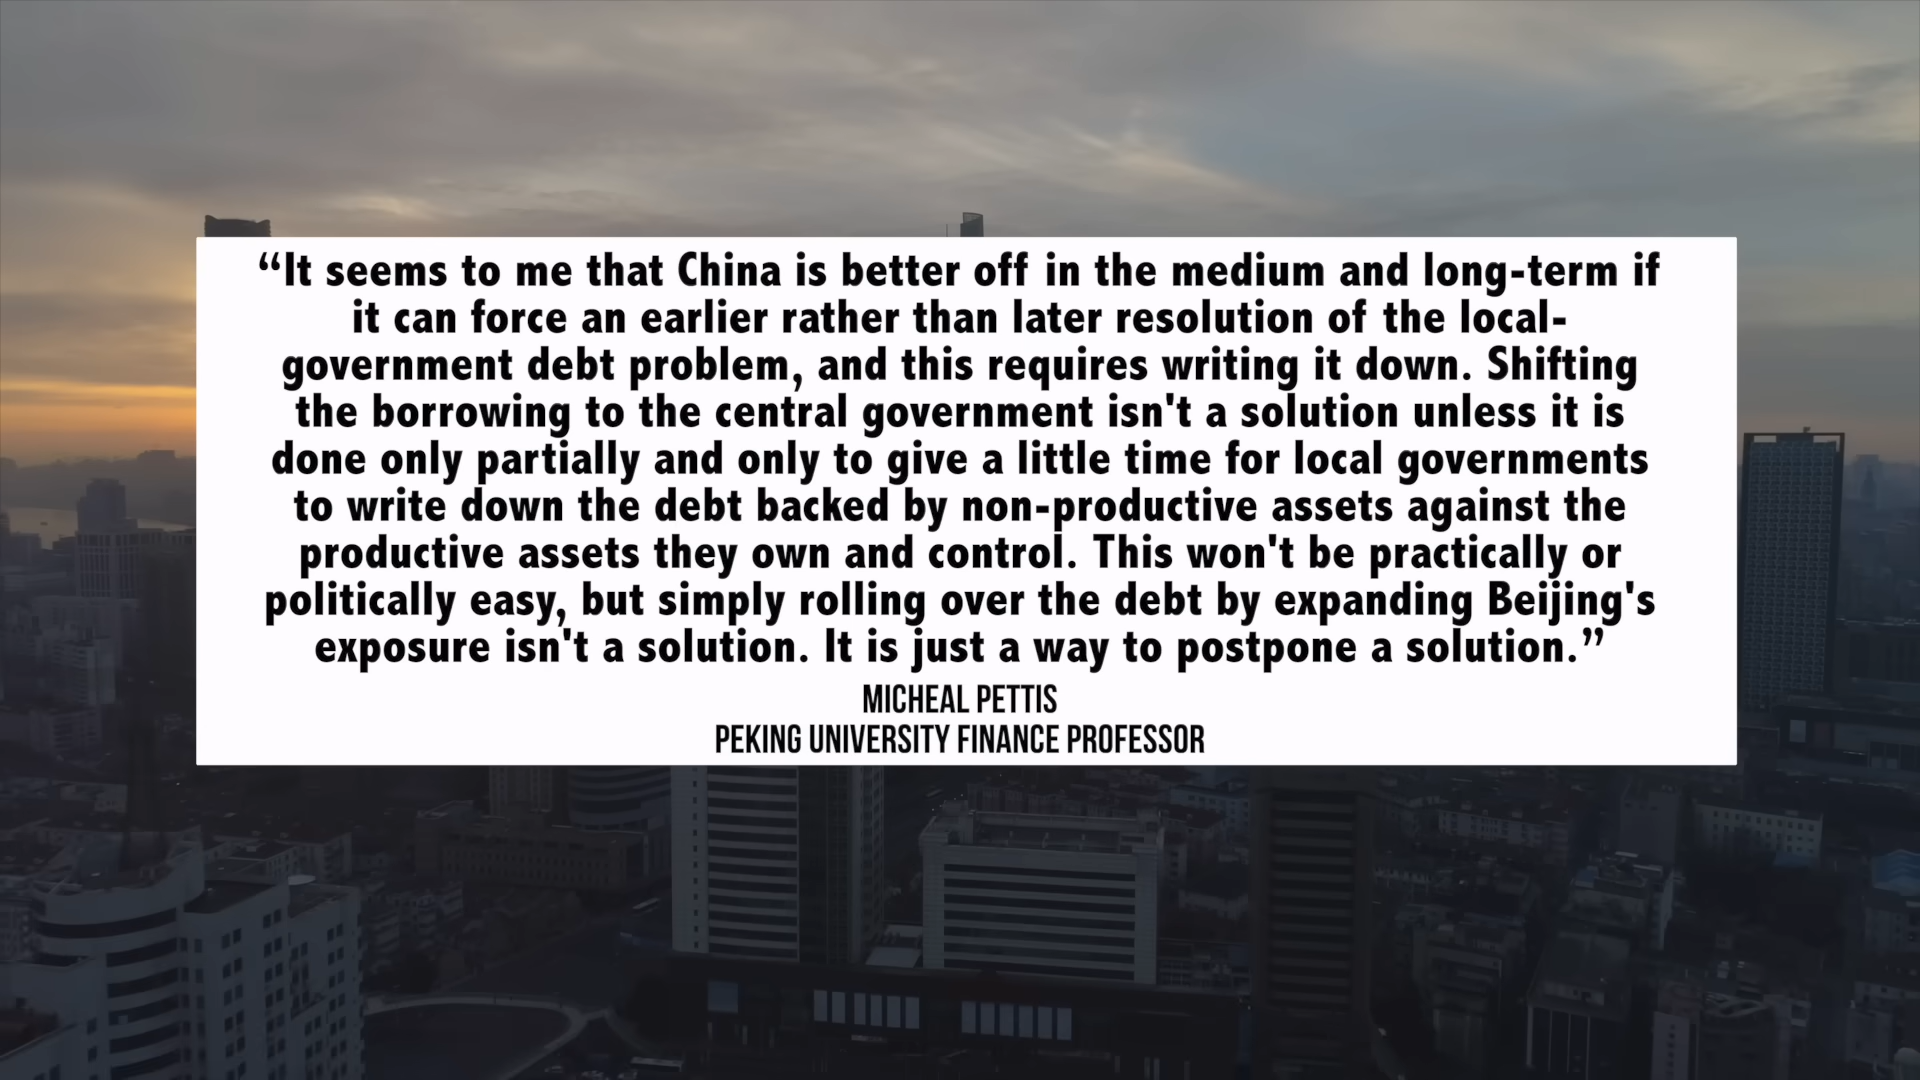 “It seems to me that China is better off in the medium and long-term if
it can force an earlier rather than later resolution of the local-
government debt problem, and this requires writing it down. Shifting
the borrowing to the central government isn't a solution unless it is
done only partially and only to give a little time for local governments
to write down the debt backed by non-productive assets against the
productive assets they own and control. This won't be practically or
politically easy, but simply rolling over the debt by expanding Beijing's
exposure isn't a solution. It is just a way to postpone a solution.”
MICHEAL PETTIS
PEKING UNIVERSITY FINANCE PROFESSOR